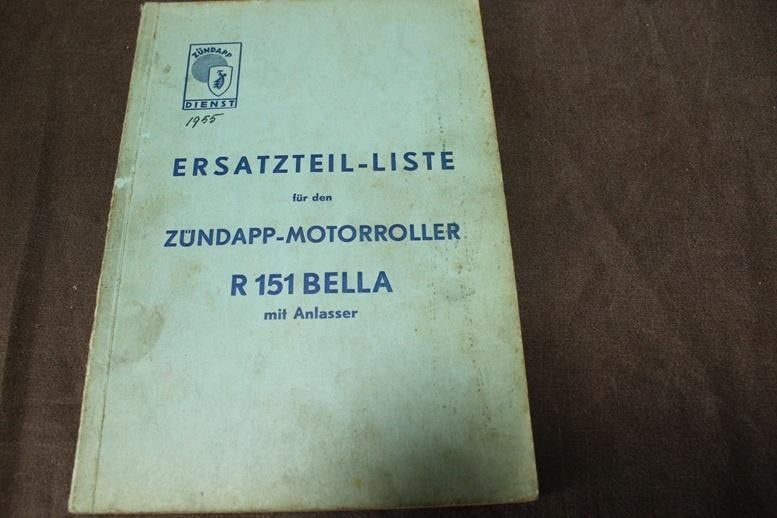 ZÜNDAPP
DIENST
1955
ERSATZTEIL-LISTE
für den
ZÜNDAPP-MOTORROLLER
R 151 BELLA
mit Anlasser